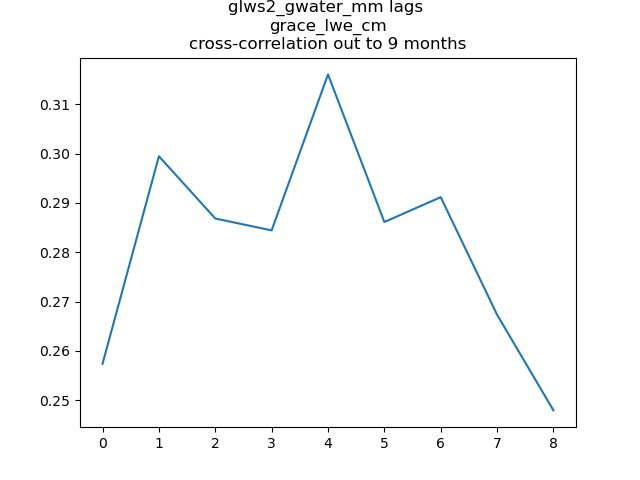 glws2_gwater_mm lags
grace_lwe_cm
cross-correlation out to 9 months
0.31
0.30
0.29
0.28
0.27
0.26
0.25
0 1 2 3 4 5 6 7 8